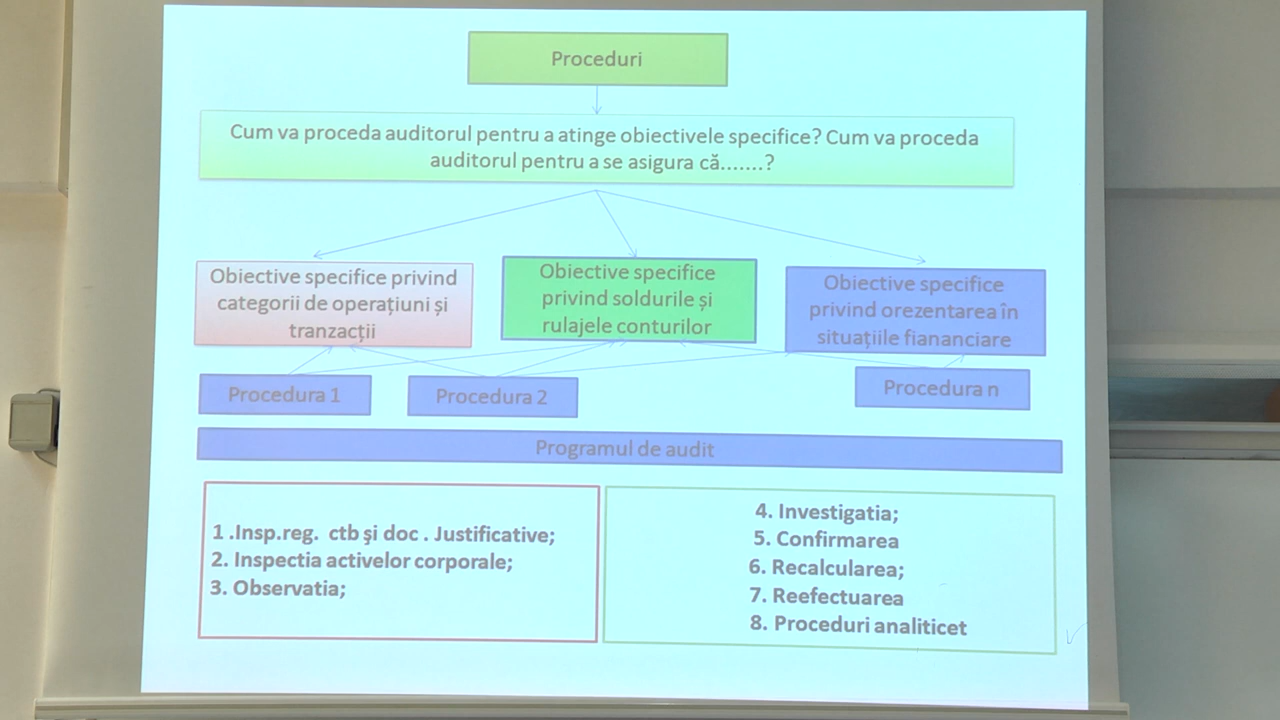 Proceduri
Cum va proceda auditorul pentru a atinge obiectivele specifice? Cum va proceda
auditorul pentru a se asigura că.......?
Obiective specifice privind
categorii de operațiuni și
tranzacții
Obiective specifice
privind soldurile și
rulajele conturilor
Obiective specifice
privind orezentarea în
situațiile fiananciare
Procedura 1
Procedura 2
Procedura n
Programul de audit
1 .Insp.reg. ctb şi doc . Justificative;
2. Inspectia activelor corporale;
3. Observatia;
4. Investigatia;
5. Confirmarea
6. Recalcularea;
7. Reefectuarea
8. Proceduri analiticet